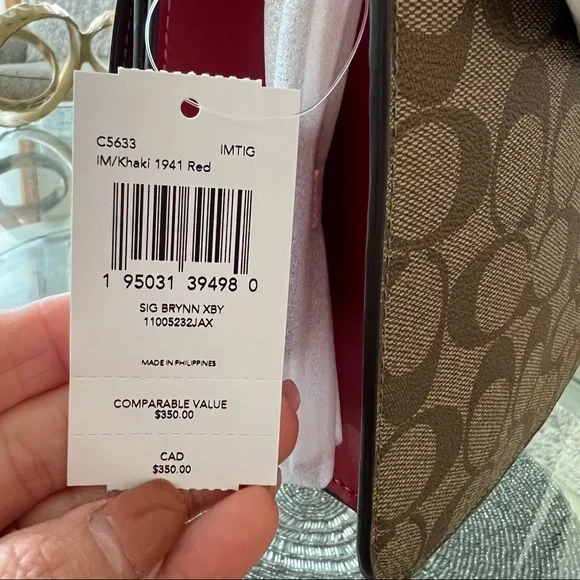 C5633 IMTIG
IM/Khaki 1941 Red
1 95031 39498 0
SIG BRYNN XBY
11005232JAX
MADE IN PHILIPPINES
COMPARABLE VALUE
$350.00
CAD
$350.00